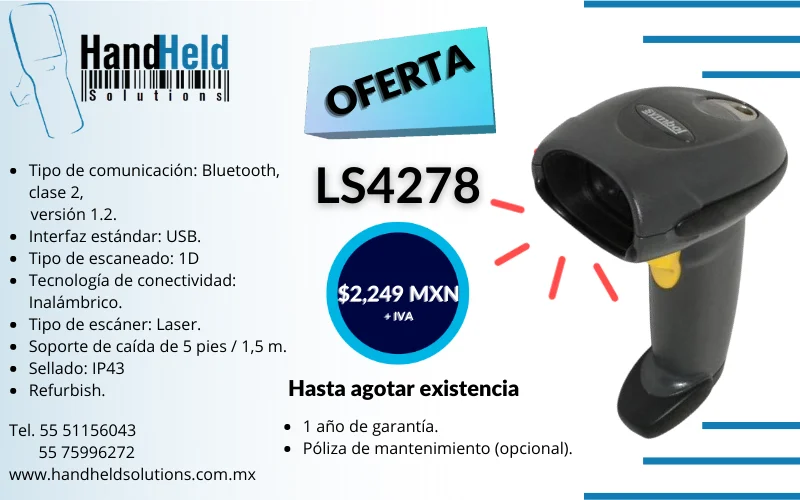 HandHeld
Solutions
OFERTA
symbol
LS4278
• Tipo de comunicación: Bluetooth,
clase 2,
versión 1.2.
• Interfaz estándar: USB.
• Tipo de escaneado: 1D
• Tecnología de conectividad:
Inalámbrico.
• Tipo de escáner: Laser.
• Soporte de caída de 5 pies / 1,5 m.
• Sellado: IP43
• Refurbish.
Tel. 55 51156043
55 75996272
www.handheldsolutions.com.mx
$2,249 MXN
+ IVA
Hasta agotar existencia
• 1 año de garantía.
• Póliza de mantenimiento (opcional).